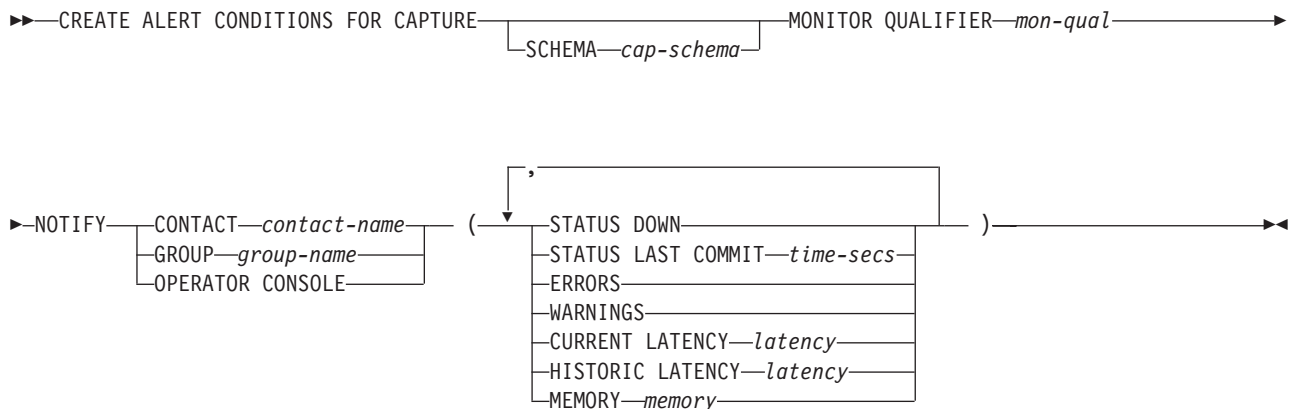 CREATE ALERT CONDITIONS FOR CAPTURE MONITOR QUALIFIER mon-qual
SCHEMA cap-schema
,
NOTIFY CONTACT contact-name ( STATUS DOWN )
GROUP group-name STATUS LAST COMMIT time-secs
OPERATOR CONSOLE ERRORS
WARNINGS
CURRENT LATENCY latency
HISTORIC LATENCY latency
MEMORY memory